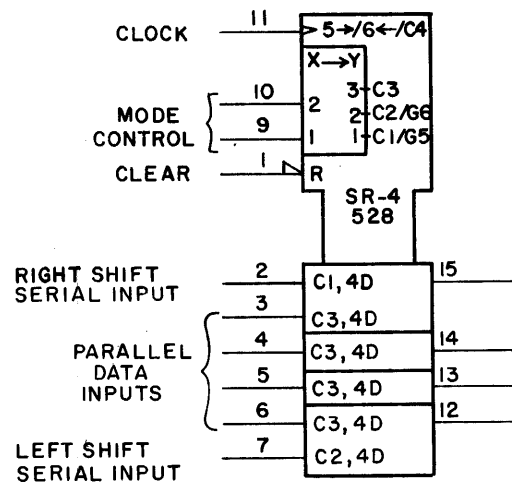 11
CLOCK
5→/6←/C4
X→Y
10
2
3 C3
MODE
CONTROL
2 C2/G6
9
1
1 C1/G5
1
CLEAR
R
SR-4
528
RIGHT SHIFT
SERIAL INPUT
2
C1,4D
15
3
C3,4D
PARALLEL
DATA
INPUTS
4
C3,4D
14
5
C3,4D
13
6
C3,4D
12
LEFT SHIFT
SERIAL INPUT
7
C2,4D